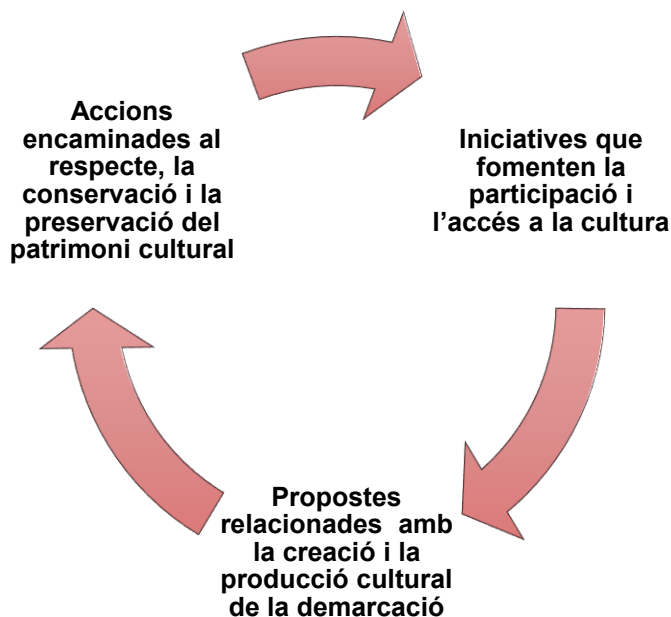 Accions
encaminades al
respecte, la
conservació i la
preservació del
patrimoni cultural
Iniciatives que
fomenten la
participació i
l’accés a la cultura
Propostes
relacionades  amb
la creació i la
producció cultural
de la demarcació